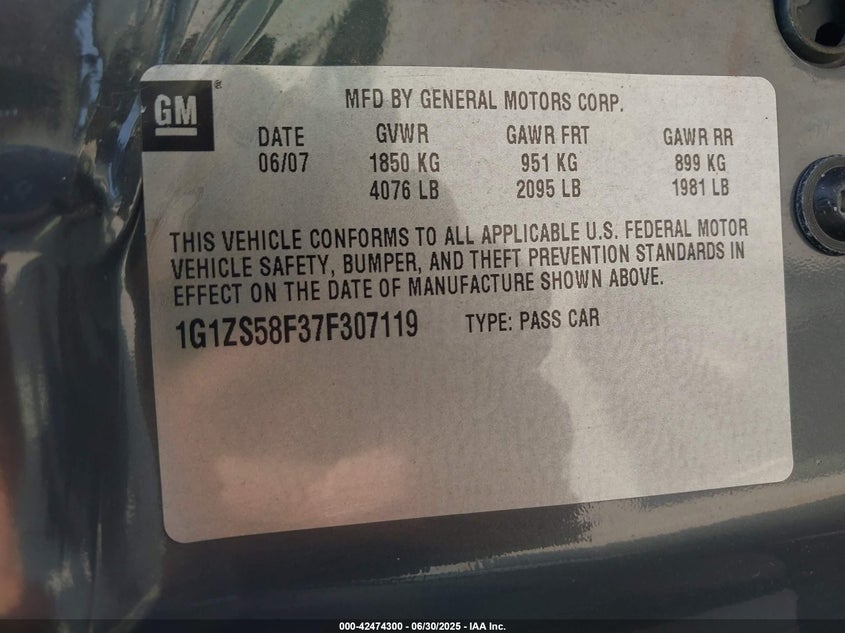 GM
MFD BY GENERAL MOTORS CORP.
DATE GVWR GAWR FRT GAWR RR
06/07 1850 KG 951 KG 899 KG
4076 LB 2095 LB 1981 LB
THIS VEHICLE CONFORMS TO ALL APPLICABLE U.S. FEDERAL MOTOR
VEHICLE SAFETY, BUMPER, AND THEFT PREVENTION STANDARDS IN
EFFECT ON THE DATE OF MANUFACTURE SHOWN ABOVE.
1G1ZS58F37F307119 TYPE: PASS CAR
000-42474300 - 06/30/2025 - IAA Inc.